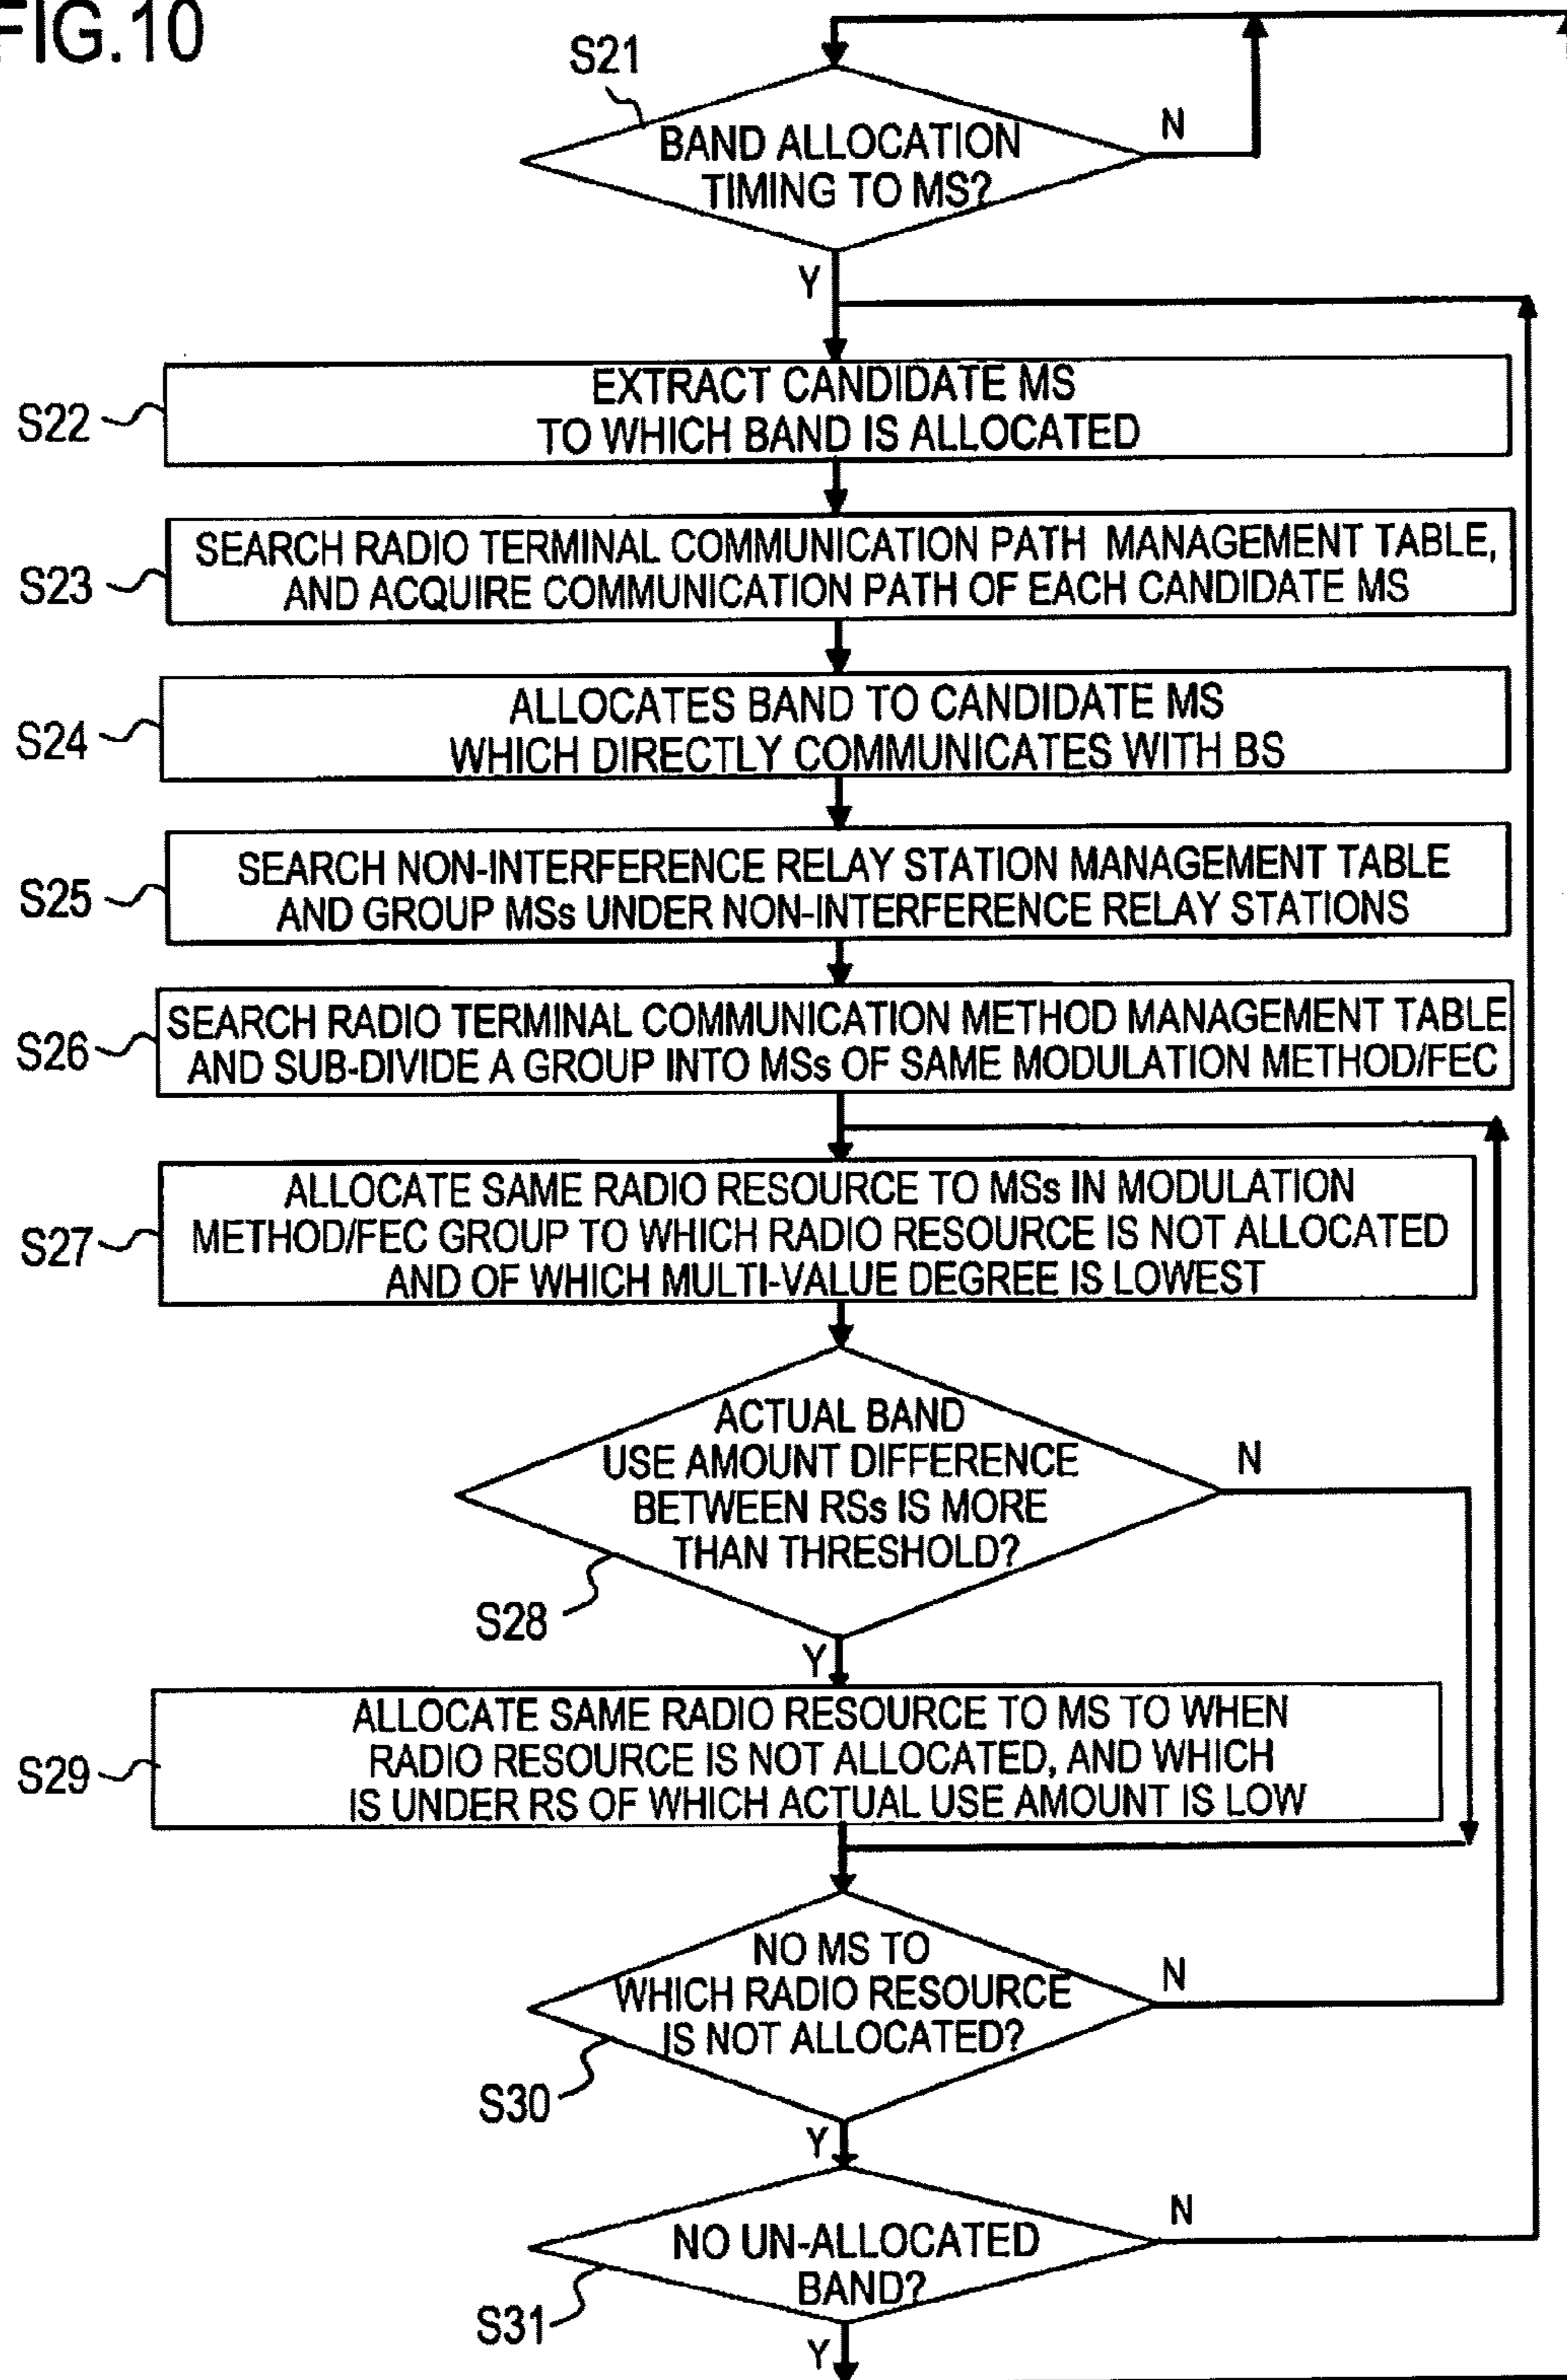 FIG.10
S21
BAND ALLOCATION
TIMING TO MS?
N
Y
S22
EXTRACT CANDIDATE MS
TO WHICH BAND IS ALLOCATED
S23
SEARCH RADIO TERMINAL COMMUNICATION PATH MANAGEMENT TABLE,
AND ACQUIRE COMMUNICATION PATH OF EACH CANDIDATE MS
S24
ALLOCATES BAND TO CANDIDATE MS
WHICH DIRECTLY COMMUNICATES WITH BS
S25
SEARCH NON-INTERFERENCE RELAY STATION MANAGEMENT TABLE
AND GROUP MSs UNDER NON-INTERFERENCE RELAY STATIONS
S26
SEARCH RADIO TERMINAL COMMUNICATION METHOD MANAGEMENT TABLE
AND SUB-DIVIDE A GROUP INTO MSs OF SAME MODULATION METHOD/FEC
S27
ALLOCATE SAME RADIO RESOURCE TO MSs IN MODULATION
METHOD/FEC GROUP TO WHICH RADIO RESOURCE IS NOT ALLOCATED
AND OF WHICH MULTI-VALUE DEGREE IS LOWEST
ACTUAL BAND
USE AMOUNT DIFFERENCE
BETWEEN RSs IS MORE
THAN THRESHOLD?
N
S28
Y
S29
ALLOCATE SAME RADIO RESOURCE TO MS TO WHEN
RADIO RESOURCE IS NOT ALLOCATED, AND WHICH
IS UNDER RS OF WHICH ACTUAL USE AMOUNT IS LOW
NO MS TO
WHICH RADIO RESOURCE
IS NOT ALLOCATED?
N
S30
Y
NO UN-ALLOCATED
BAND?
N
S31
Y